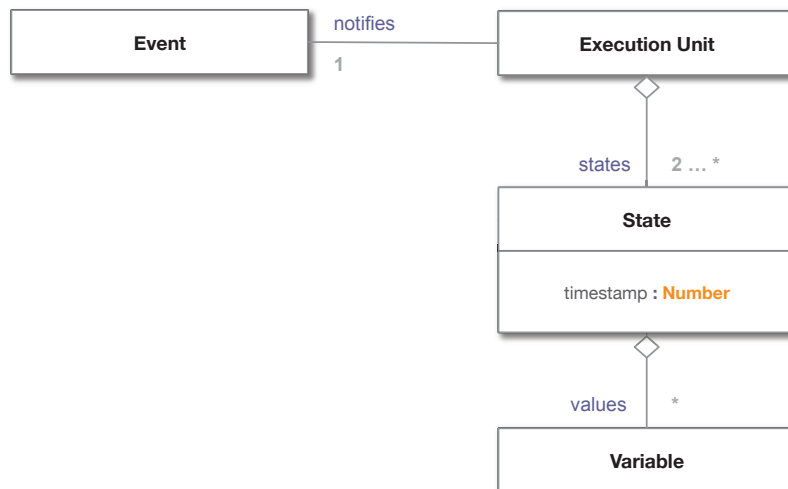 notifies
Event
Execution Unit
1
states 2 ... *
State
timestamp : Number
values *
Variable